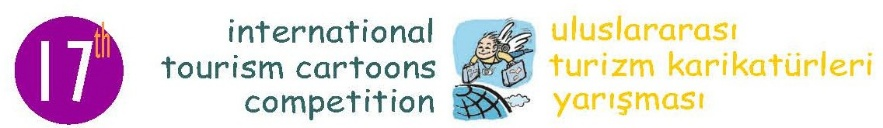 17th
international
tourism cartoons
competition
uluslararası
turizm karikatürleri
yarışması